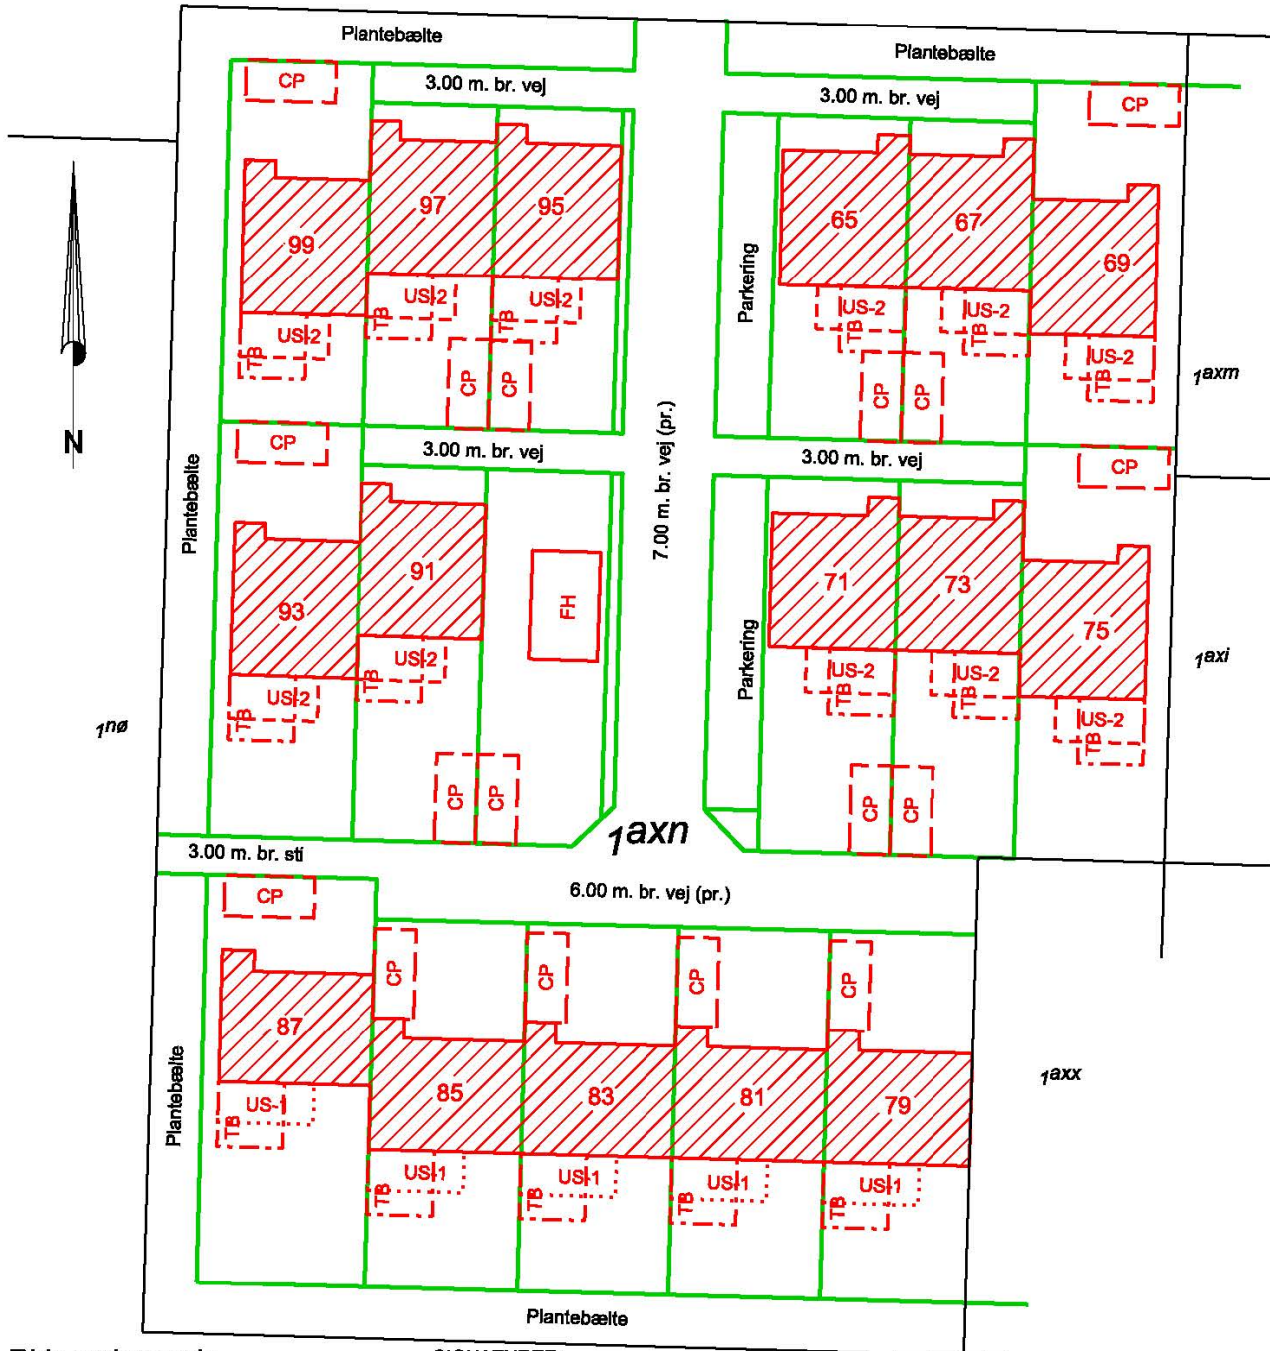 Plantebælte
Plantebælte
CP
3.00 m. br. vej
3.00 m. br. vej
CP
97
95
65
67
99
69
US-2
US-2
US-2
US-2
US-2
US-2
TB
TB
TB
TB
TB
TB
Parkering
CP
CP
CP
CP
1axm
N
7.00 m. br. vej (pr.)
CP
3.00 m. br. vej
3.00 m. br. vej
CP
Plantebælte
91
FH
71
73
93
75
Parkering
1axi
US-2
US-2
US-2
US-2
US-2
TB
TB
TB
TB
TB
1nø
CP
CP
CP
CP
1axn
3.00 m. br. sti
6.00 m. br. vej (pr.)
CP
CP
CP
CP
CP
87
85
83
81
79
1axx
Plantebælte
US-1
TB
US-1
US-1
US-1
US-1
TB
TB
TB
TB
Plantebælte